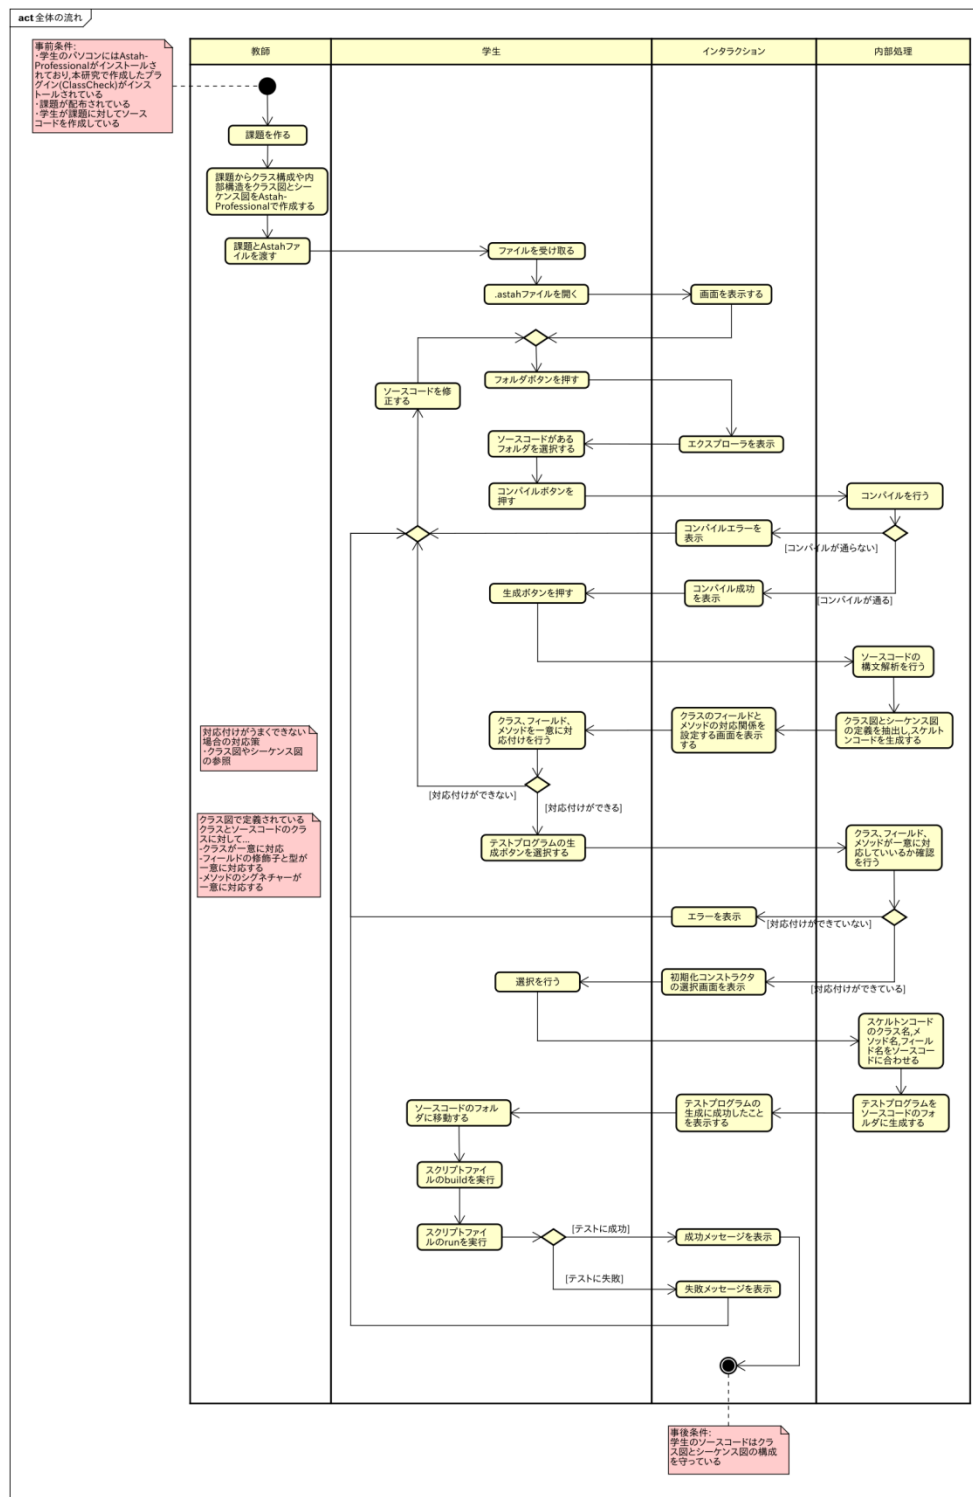 act 全体の流れ
事前条件:
・学生のパソコンにはAstah-
Professionalがインストールさ
れており,本研究で作成したプラ
グイン(ClassCheck)がインス
トールされている
・課題が配布されている
・学生が課題に対してソース
コードを作成している
教師
学生
インタラクション
内部処理
課題を作る
課題からクラス構成や内
部構造をクラス図とシー
ケンス図をAstah-
Professionalで作成する
課題とAstahファ
イルを渡す
ファイルを受け取る
.astahファイルを開く
画面を表示する
フォルダボタンを押す
ソースコードを修
正する
ソースコードがある
フォルダを選択する
エクスプローラを表示
コンパイルボタンを
押す
コンパイルを行う
コンパイルエラーを
表示
[コンパイルが通らない]
生成ボタンを押す
コンパイル成功
を表示
[コンパイルが通る]
ソースコードの
構文解析を行う
クラス、フィールド、
メソッドを一意に対
応付けを行う
クラスのフィールドと
メソッドの対応関係を
設定する画面を表示
する
クラス図とシーケンス図
の定義を抽出し,スケルト
ンコードを生成する
対応付けがうまくできない
場合の対応策
・クラス図やシーケンス図
の参照
[対応付けができない]
[対応付けができる]
クラス図で定義されている
クラスとソースコードのクラ
スに対して...
-クラスが一意に対応
-フィールドの修飾子と型が
一意に対応する
-メソッドのシグネチャーが
一意に対応する
テストプログラムの生
成ボタンを選択する
クラス、フィールド、
メソッドが一意に対
応していいるか確認
を行う
エラーを表示
[対応付けができていない]
選択を行う
初期化コンストラクタ
の選択画面を表示
[対応付けができている]
スケルトンコード
のクラス名,メ
ソッド名,フィール
ド名をソースコー
ドに合わせる
ソースコードのフォル
ダに移動する
テストプログラムの
生成に成功したこと
を表示する
テストプログラムを
ソースコードのフォ
ルダに生成する
スクリプトファイ
ルのbuildを実行
スクリプトファイ
ルのrunを実行
[テストに成功]
成功メッセージを表示
[テストに失敗]
失敗メッセージを表示
事後条件:
学生のソースコードはクラ
ス図とシーケンス図の構成
を守っている